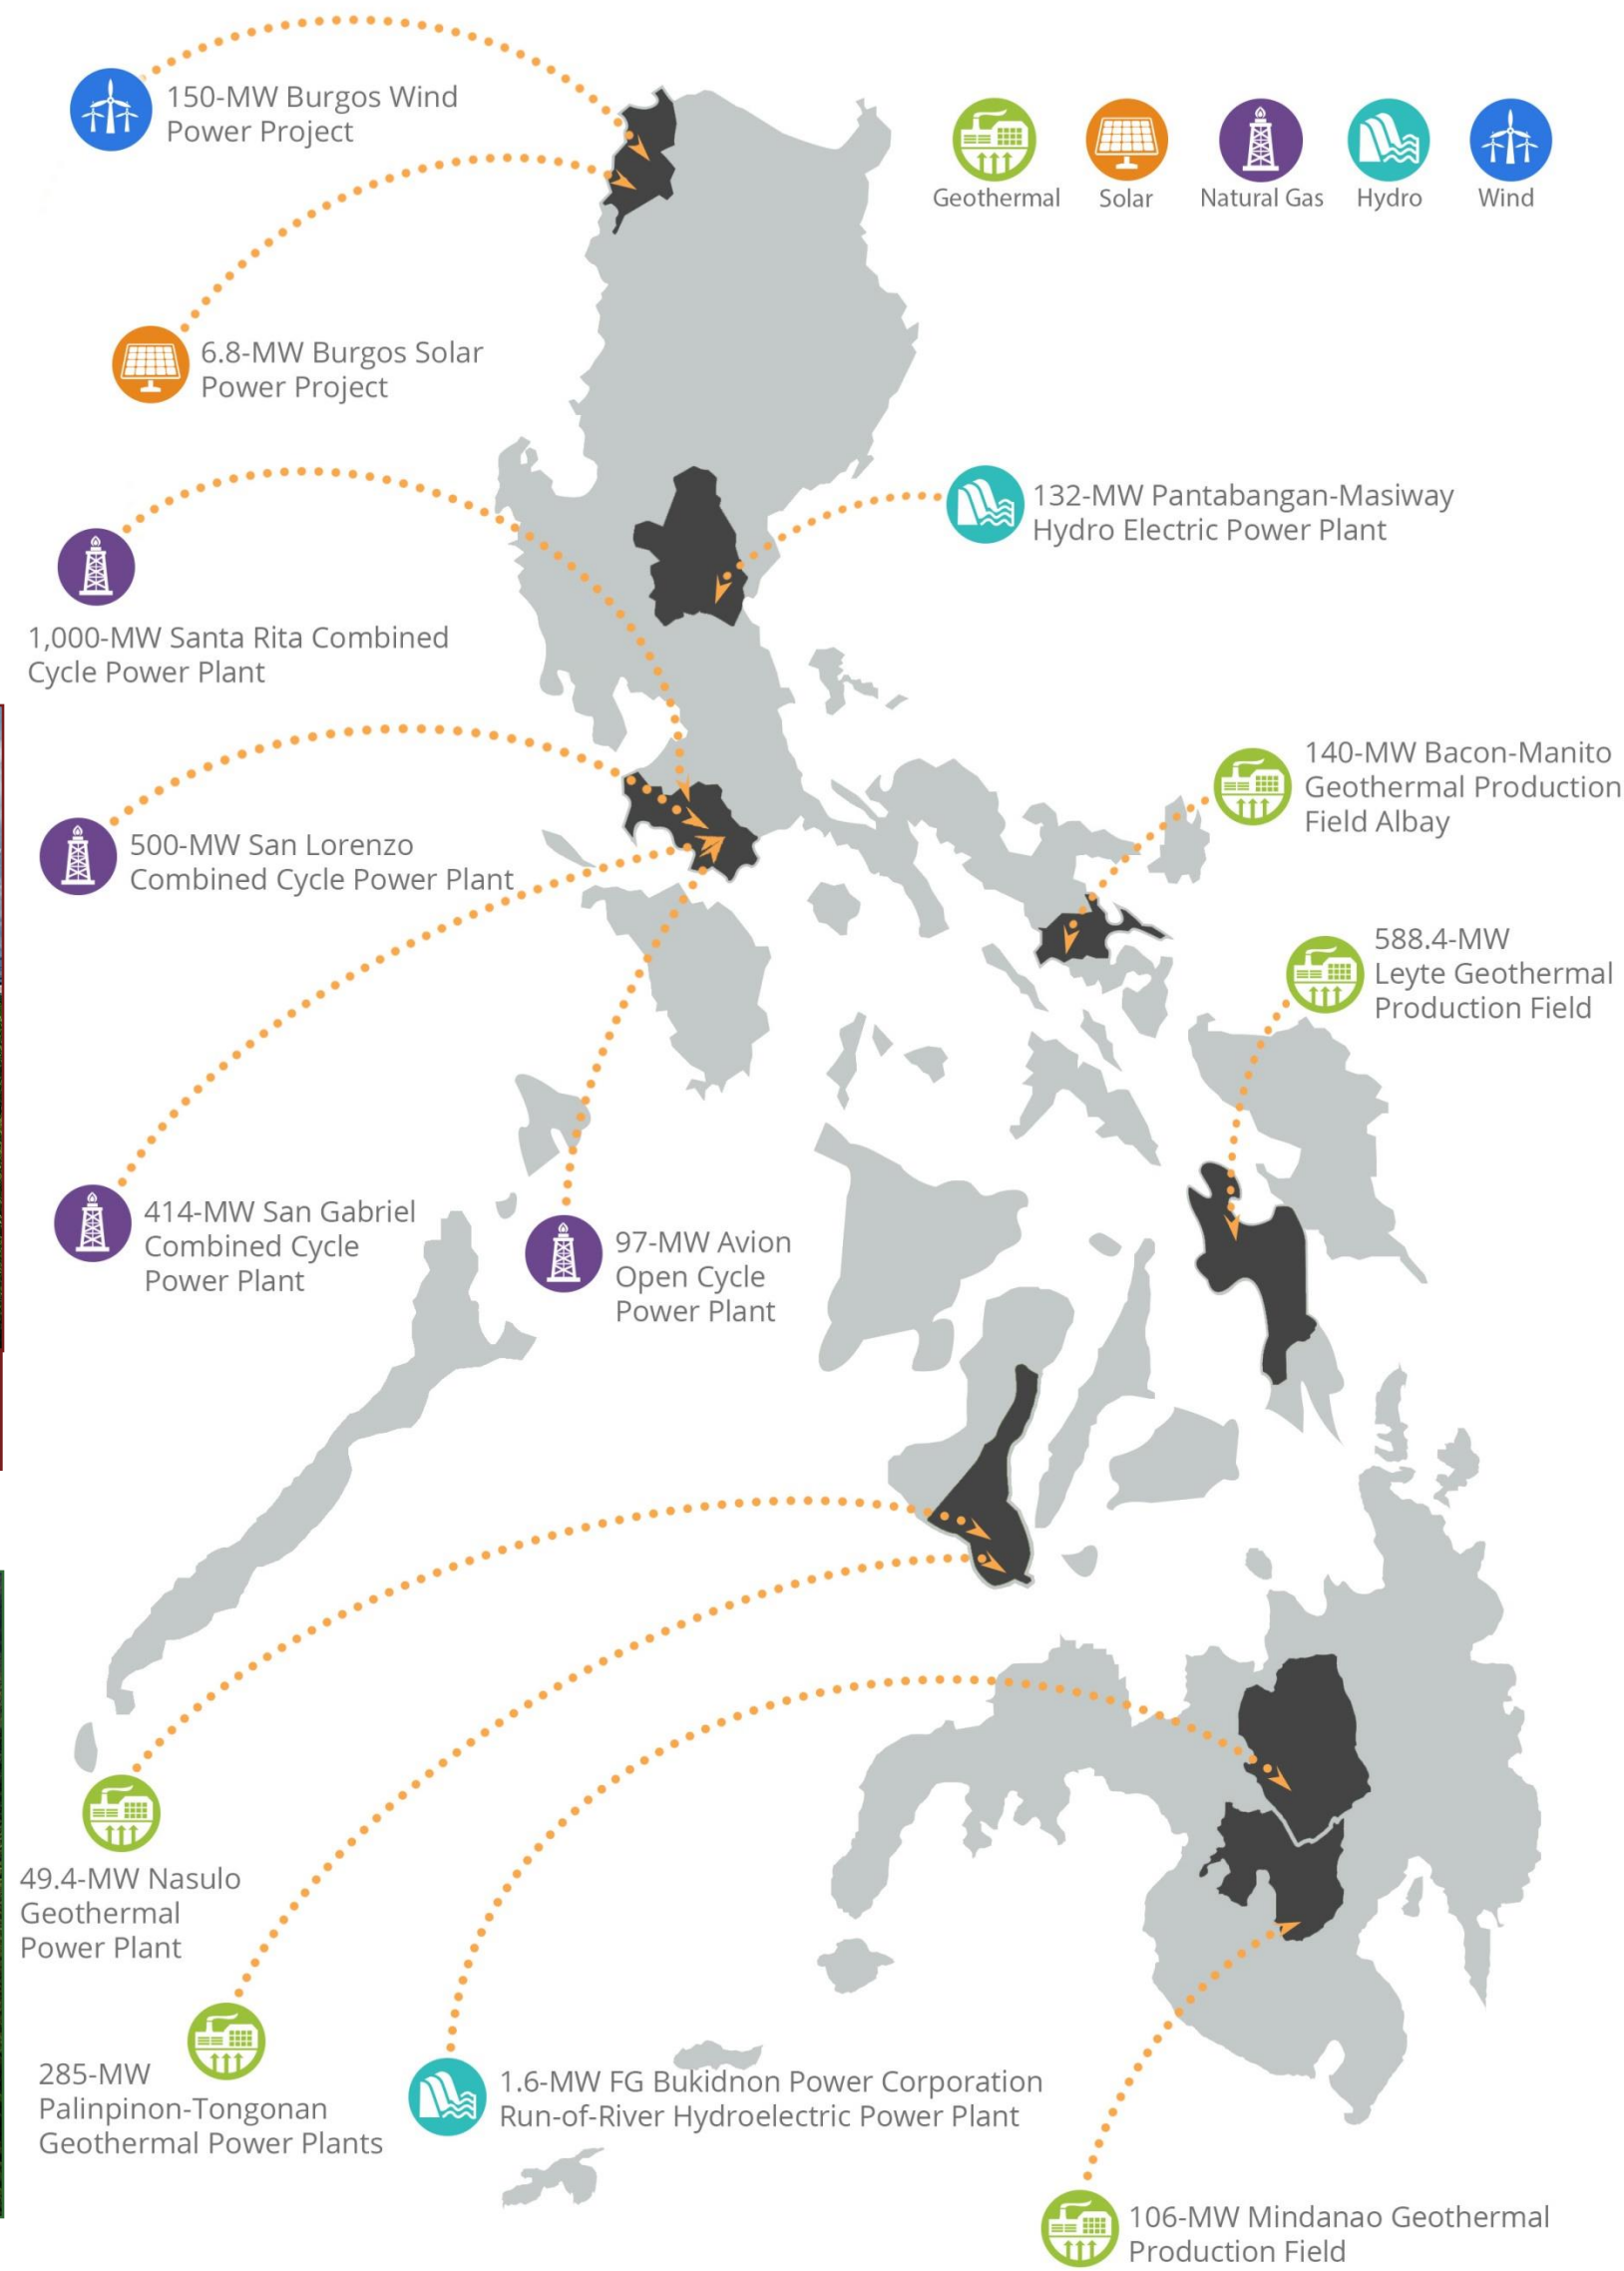 150-MW Burgos Wind
Power Project
Geothermal
Solar
Natural Gas
Hydro
Wind
6.8-MW Burgos Solar
Power Project
132-MW Pantabangan-Masiway
Hydro Electric Power Plant
1,000-MW Santa Rita Combined
Cycle Power Plant
140-MW Bacon-Manito
Geothermal Production
Field Albay
500-MW San Lorenzo
Combined Cycle Power Plant
588.4-MW
Leyte Geothermal
Production Field
414-MW San Gabriel
Combined Cycle
Power Plant
97-MW Avion
Open Cycle
Power Plant
49.4-MW Nasulo
Geothermal
Power Plant
285-MW
Palinpinon-Tongonan
Geothermal Power Plants
1.6-MW FG Bukidnon Power Corporation
Run-of-River Hydroelectric Power Plant
106-MW Mindanao Geothermal
Production Field